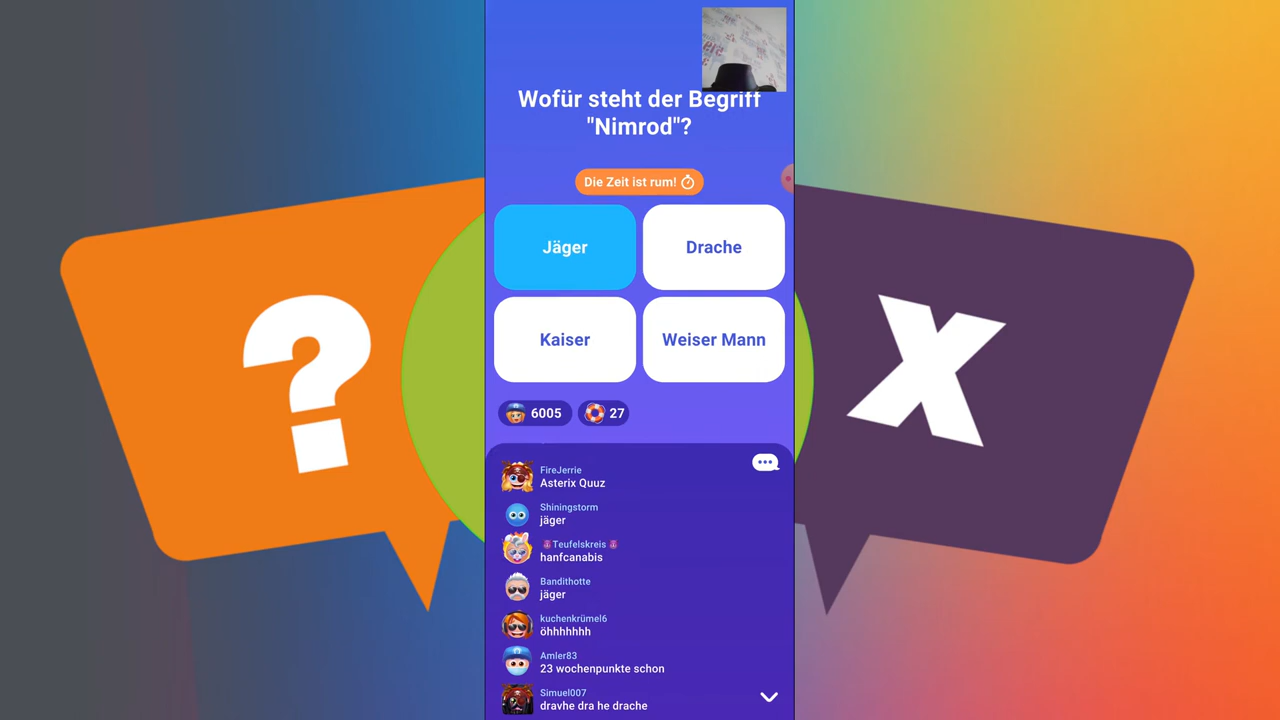 Wofür steht der Begriff
"Nimrod"?
Die Zeit ist rum!
Jäger
Drache
Kaiser
Weiser Mann
6005
27
FireJerrie
Asterix Quuz
Shiningstorm
jäger
Teufelskreis
hanfcanabis
Bandithotte
jäger
kuchenkrümel6
öhhhhhhh
Amler83
23 wochenpunkte schon
Simuel007
dravhe dra he drache
?
X